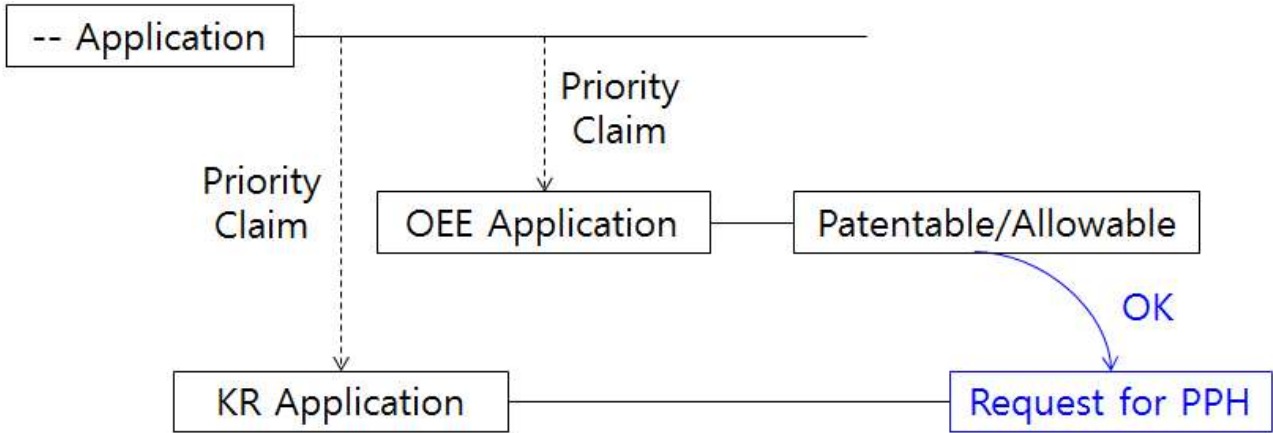 -- Application
Priority
Claim
Priority
Claim
OEE Application
Patentable/Allowable
OK
KR Application
Request for PPH